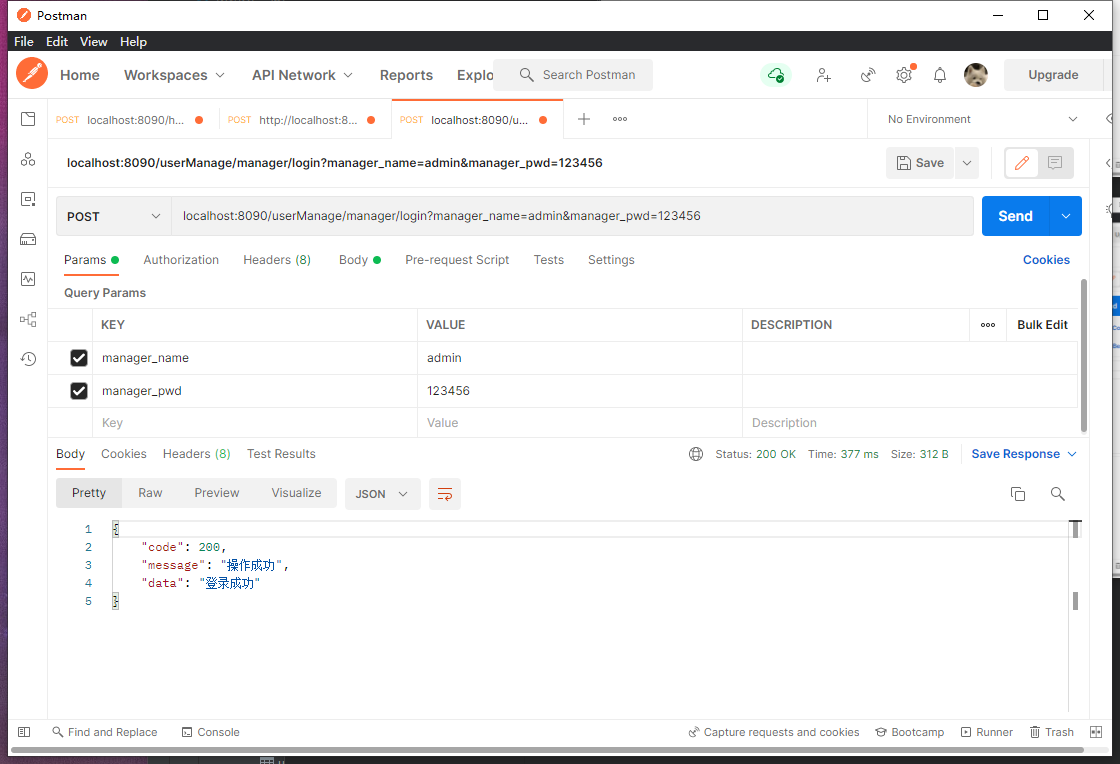 Postman
File Edit View Help
Home Workspaces API Network Reports Explo Search Postman Upgrade
POST localhost:8090/h... POST http://localhost:8... POST localhost:8090/u... No Environment
localhost:8090/userManage/manager/login?manager_name=admin&manager_pwd=123456 Save
POST localhost:8090/userManage/manager/login?manager_name=admin&manager_pwd=123456 Send
Params Authorization Headers (8) Body Pre-request Script Tests Settings Cookies
Query Params
KEY VALUE DESCRIPTION Bulk Edit
manager_name admin
manager_pwd 123456
Key Value Description
Body Cookies Headers (8) Test Results Status: 200 OK Time: 377 ms Size: 312 B Save Response
Pretty Raw Preview Visualize JSON
1 {
2 "code": 200,
3 "message": "操作成功",
4 "data": "登录成功"
5 }
Find and Replace Console Capture requests and cookies Bootcamp Runner Trash